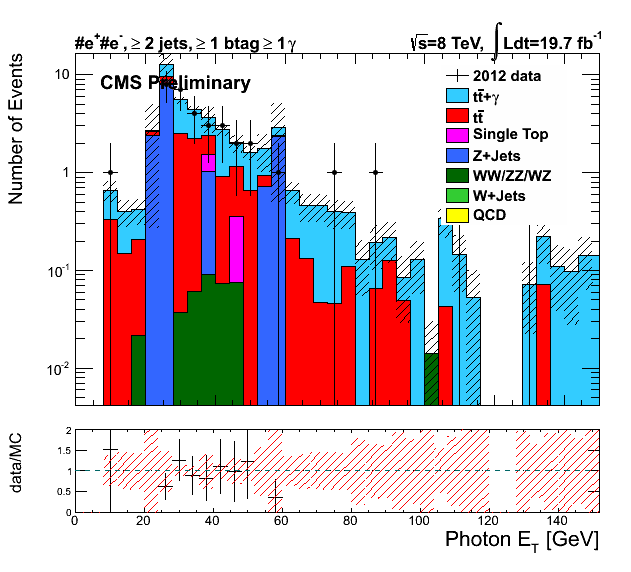 #e⁺#e⁻, ≥ 2 jets, ≥ 1 btag ≥ 1 γ
√s=8 TeV, ∫Ldt=19.7 fb⁻¹
CMS Preliminary
2012 data
tt̄+γ
tt̄
Single Top
Z+Jets
WW/ZZ/WZ
W+Jets
QCD
Number of Events
10
1
10⁻¹
10⁻²
data/MC
2
1.5
1
0.5
0
0 20 40 60 80 100 120 140
Photon E_T [GeV]